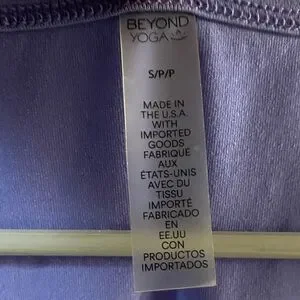 BEYOND
YOGA
S/P/P
MADE IN
THE U.S.A.
WITH
IMPORTED
GOODS
FABRIQUE
AUX
ÉTATS-UNIS
AVEC DU
TISSU
IMPORTÉ
FABRICADO
EN
EE.UU
CON
PRODUCTOS
IMPORTADOS